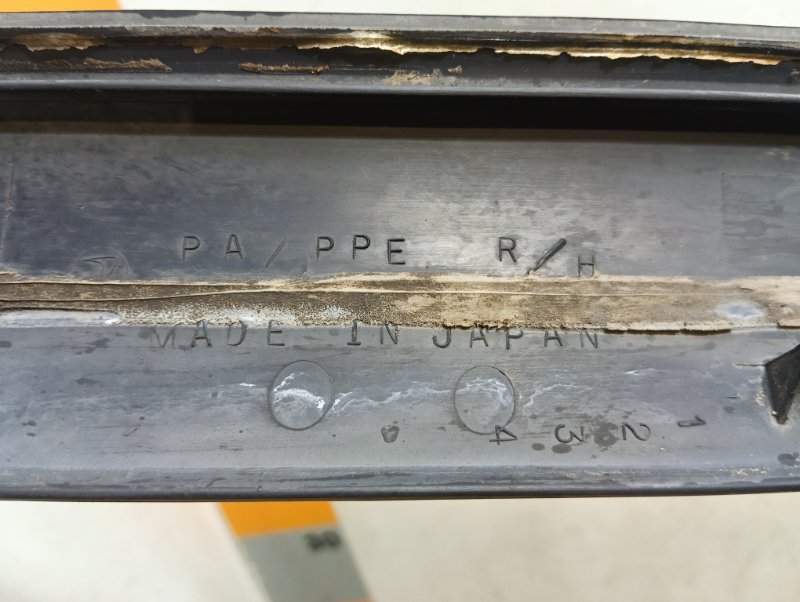 PA/PPE R/H
MADE IN JAPAN
1 2 3 4